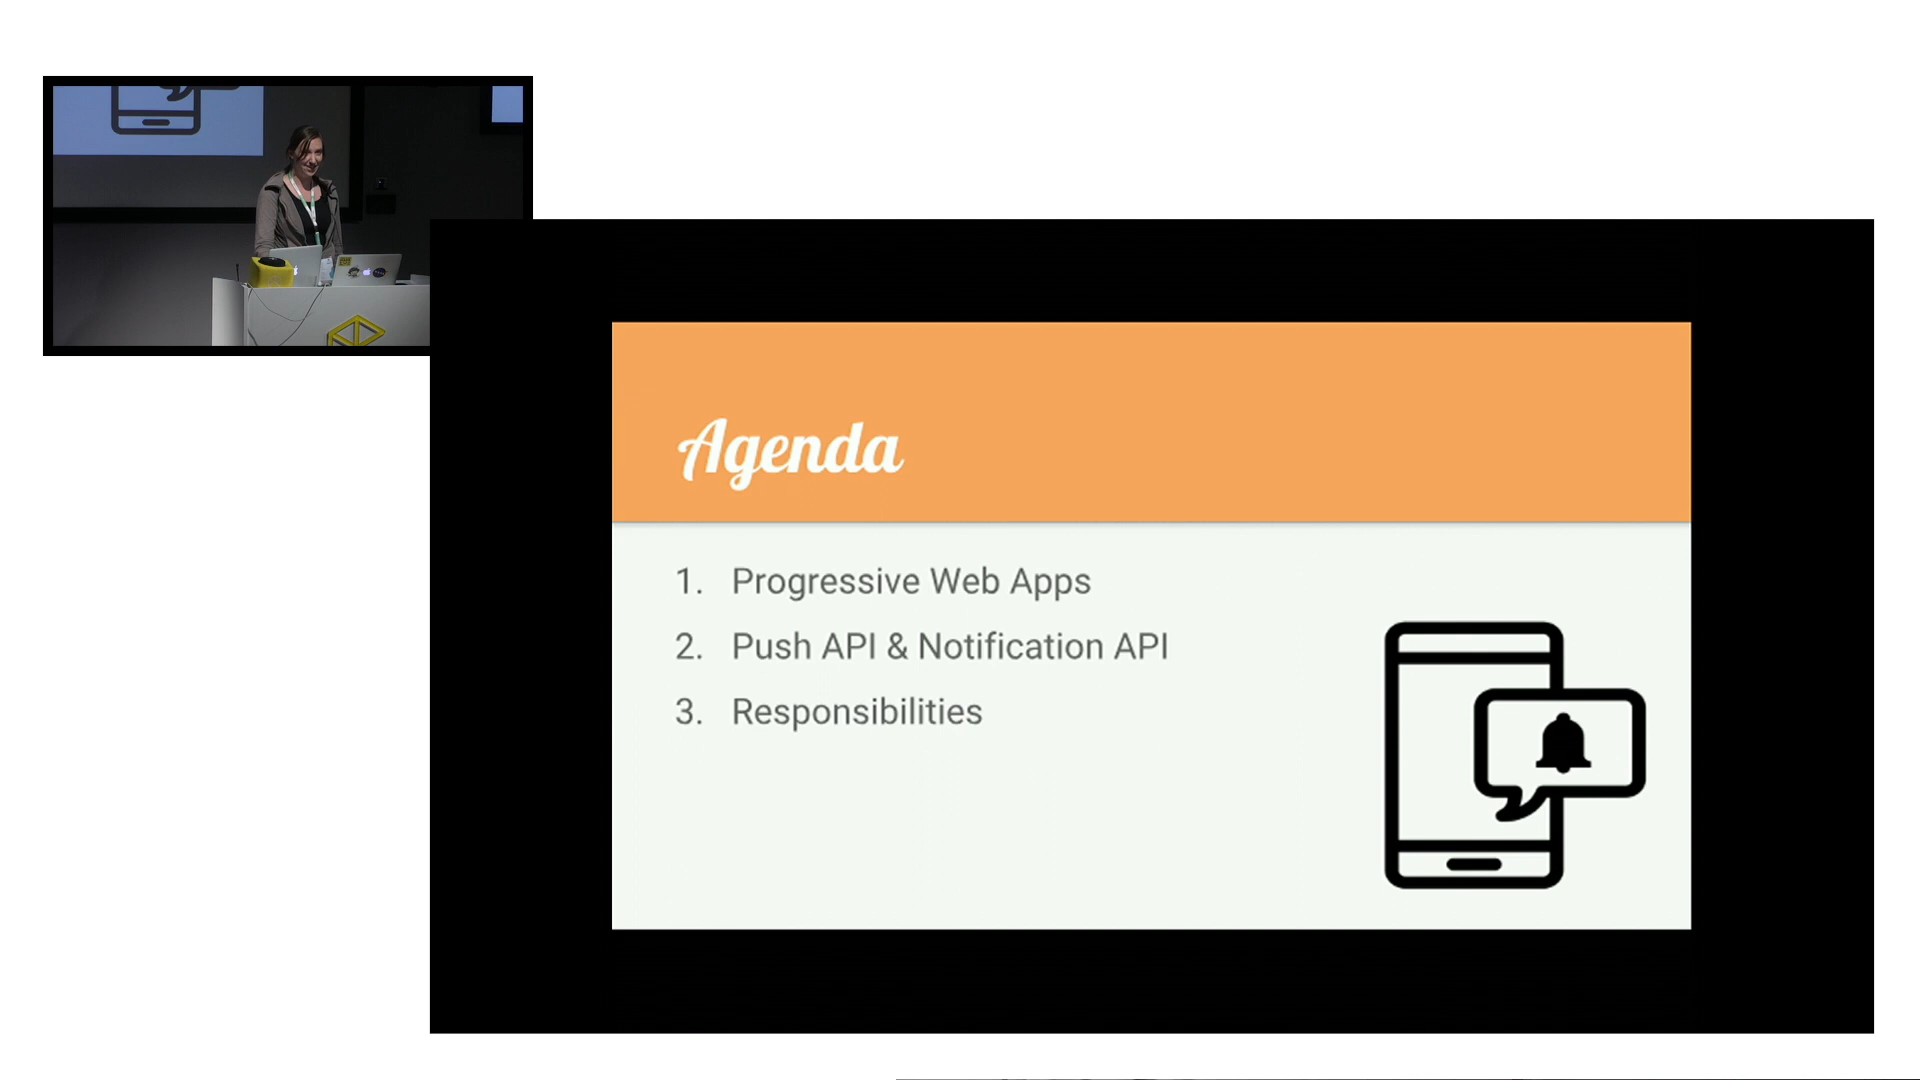 Agenda
1. Progressive Web Apps
2. Push API & Notification API
3. Responsibilities